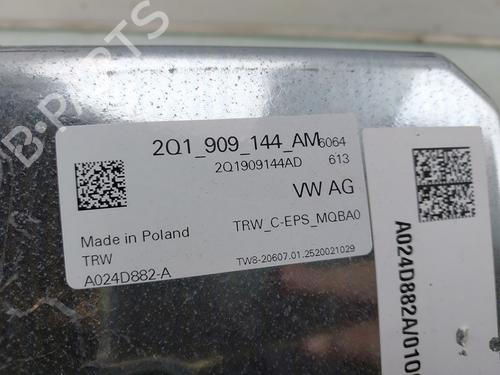 2Q1_909_144_AM
6064
2Q1909144AD
613
VW AG
Made in Poland
TRW_C-EPS_MQBA0
TRW
A024D882-A
TW8-20607.01.2520021029
A024D882A/010
B-PARTS